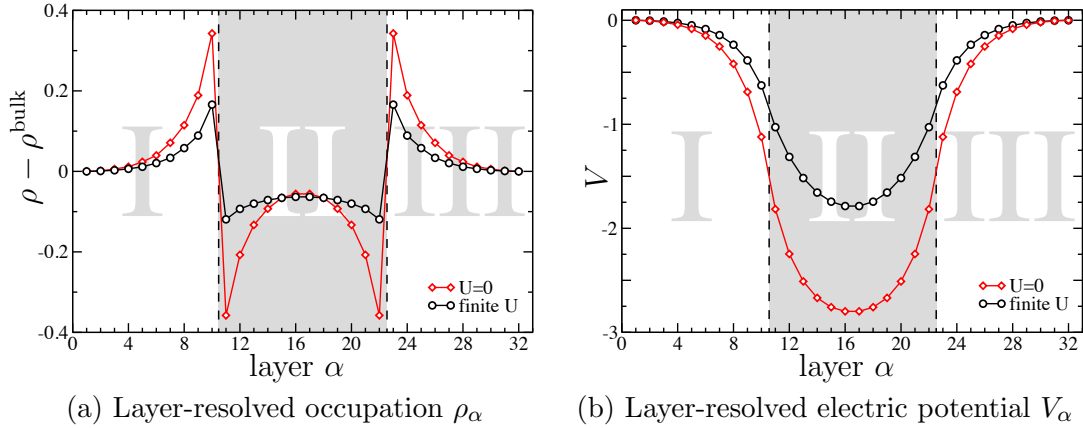 0.4
0.2
0
-0.2
-0.4
ρ − ρ^bulk
I II III
U=0
finite U
0 4 8 12 16 20 24 28 32
layer α
(a) Layer-resolved occupation ρ_α
0
-1
-2
-3
V
I II III
U=0
finite U
0 4 8 12 16 20 24 28 32
layer α
(b) Layer-resolved electric potential V_α